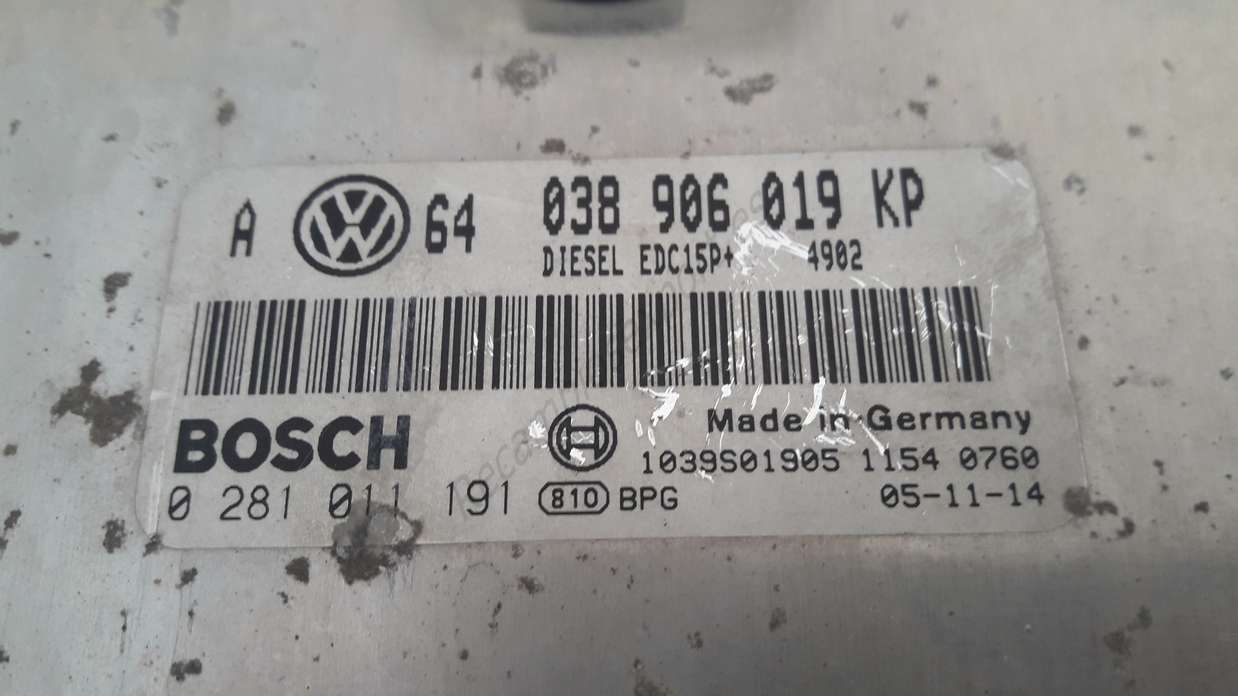 A 64 038 906 019 KP
DIESEL EDC15P+ 4902
BOSCH
Made in Germany
1039S01905 1154 0760
0 281 011 191 810 BPG 05-11-14